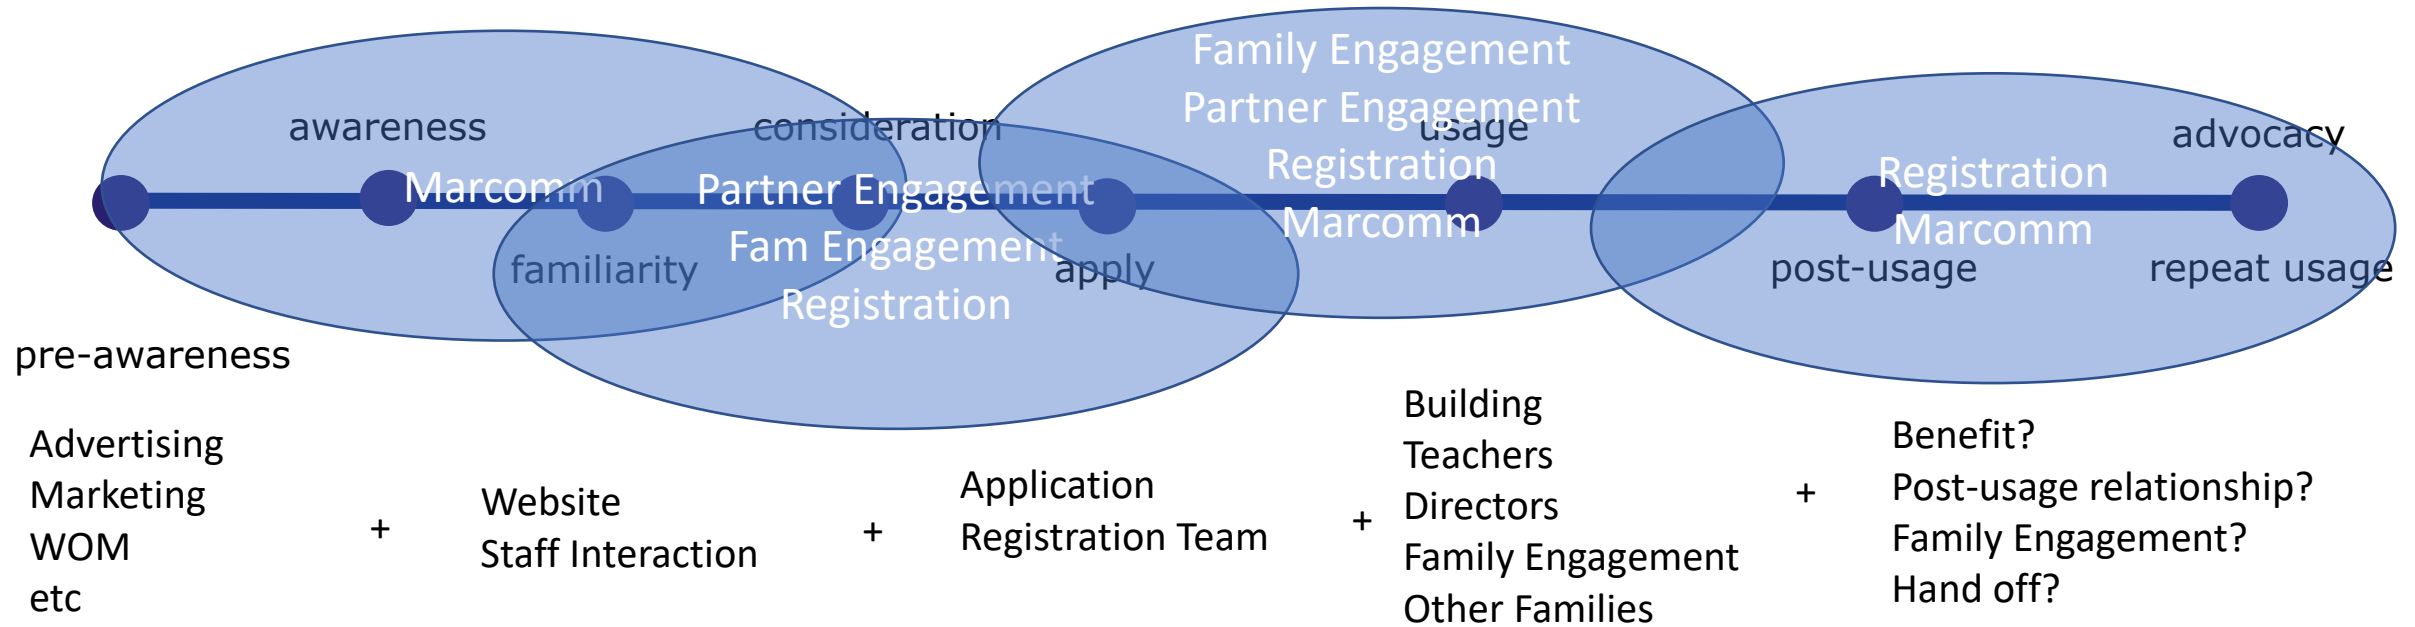 awareness
consideration
Family Engagement
Partner Engagement
usage
Registration
Marcomm
advocacy
Marcomm
Partner Engagement
Fam Engagement
Registration
Registration
Marcomm
familiarity
apply
post-usage
repeat usage
pre-awareness
Advertising
Marketing
WOM
etc
+
Website
Staff Interaction
+
Application
Registration Team
+
Building
Teachers
Directors
Family Engagement
Other Families
+
Benefit?
Post-usage relationship?
Family Engagement?
Hand off?